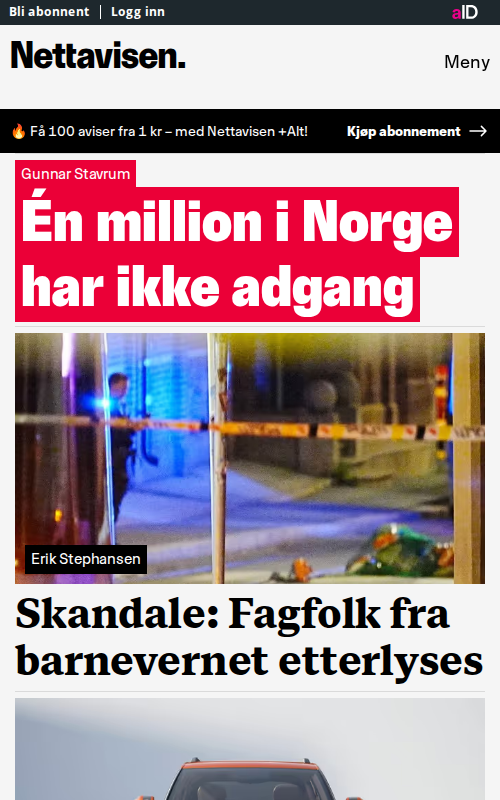 Bli abonnent | Logg inn
aID
Nettavisen.
Meny
🔥 Få 100 aviser fra 1 kr – med Nettavisen +Alt!
Kjøp abonnement →
Gunnar Stavrum
Én million i Norge
har ikke adgang
Erik Stephansen
Skandale: Fagfolk fra
barnevernet etterlyses